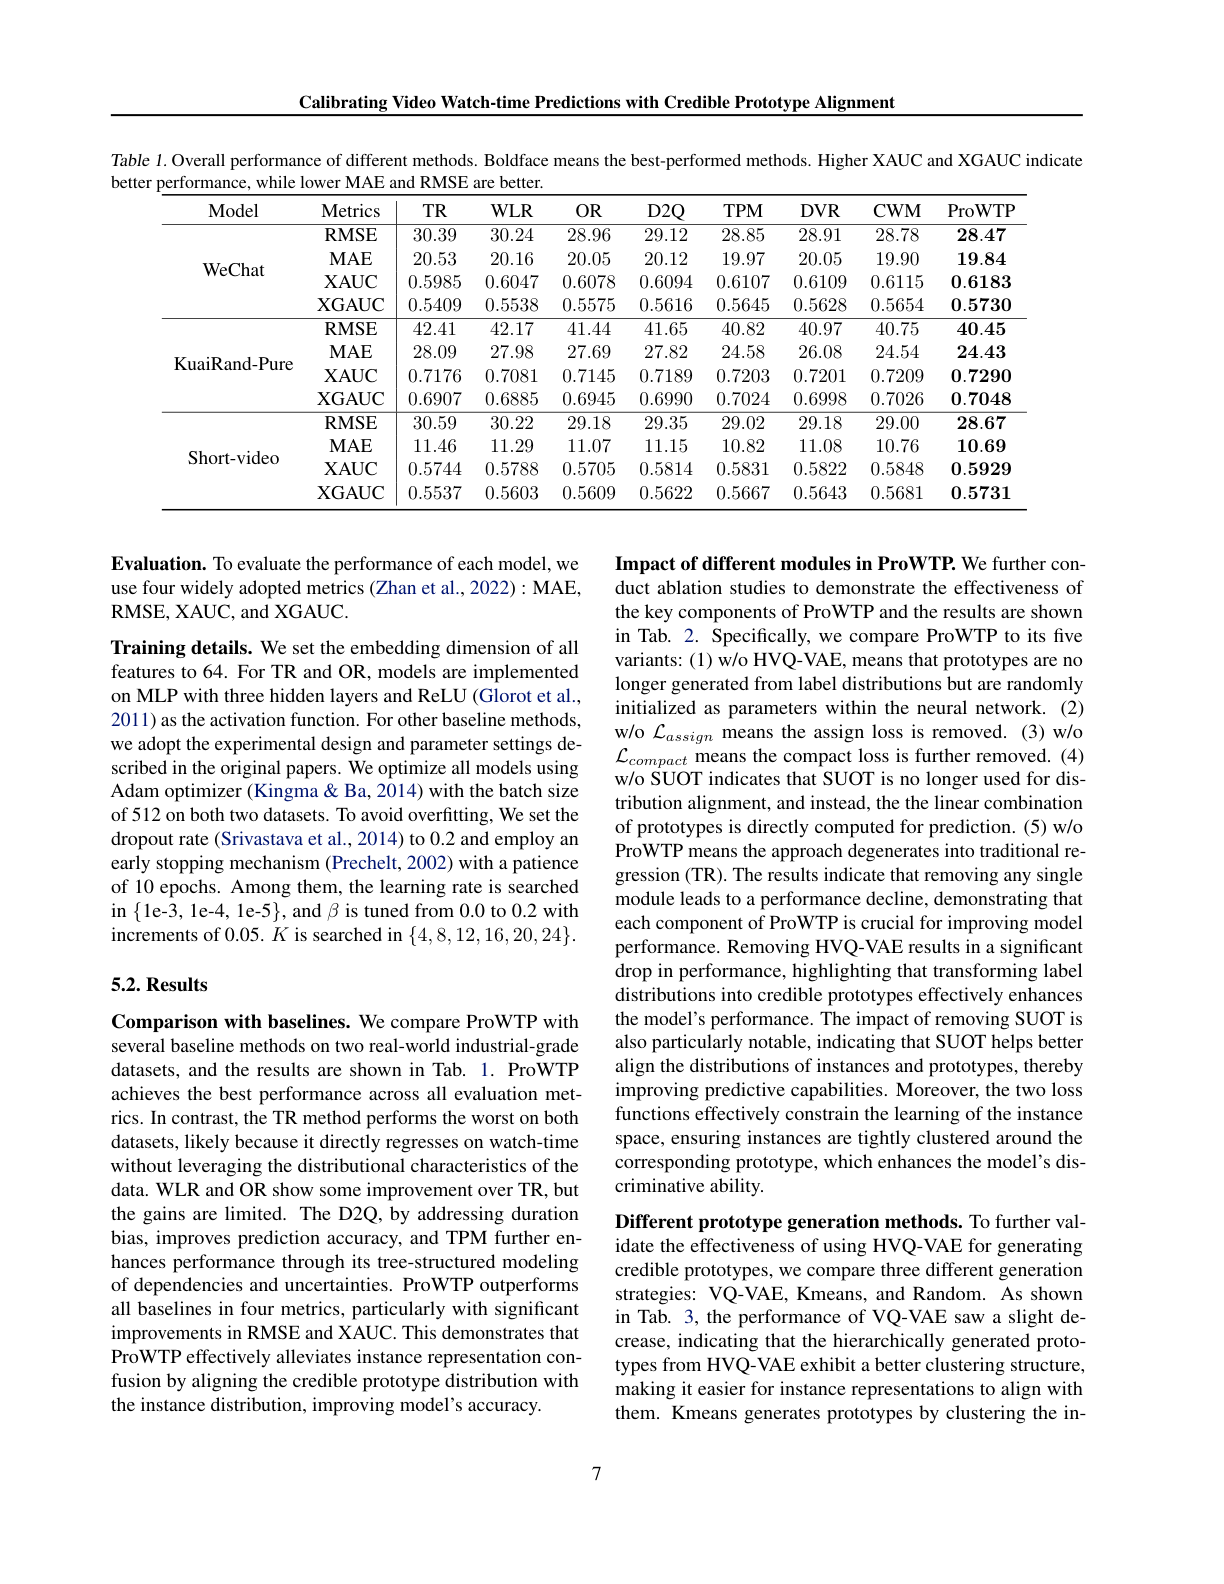 Calibrating Video Watch-time Predictions with Credible Prototype Alignment
Table 1. Overall performance of different methods. Boldface means the best-performed methods. Higher XAUC and XGAUC indicate
better performance, while lower MAE and RMSE are better.
Model Metrics TR WLR OR D2Q TPM DVR CWM ProWTP
WeChat
RMSE 30.39 30.24 28.96 29.12 28.85 28.91 28.78 28.47
MAE 20.53 20.16 20.05 20.12 19.97 20.05 19.90 19.84
XAUC 0.5985 0.6047 0.6078 0.6094 0.6107 0.6109 0.6115 0.6183
XGAUC 0.5409 0.5538 0.5575 0.5616 0.5645 0.5628 0.5654 0.5730
KuaiRand-Pure
RMSE 42.41 42.17 41.44 41.65 40.82 40.97 40.75 40.45
MAE 28.09 27.98 27.69 27.82 24.58 26.08 24.54 24.43
XAUC 0.7176 0.7081 0.7145 0.7189 0.7203 0.7201 0.7209 0.7290
XGAUC 0.6907 0.6885 0.6945 0.6990 0.7024 0.6998 0.7026 0.7048
Short-video
RMSE 30.59 30.22 29.18 29.35 29.02 29.18 29.00 28.67
MAE 11.46 11.29 11.07 11.15 10.82 11.08 10.76 10.69
XAUC 0.5744 0.5788 0.5705 0.5814 0.5831 0.5822 0.5848 0.5929
XGAUC 0.5537 0.5603 0.5609 0.5622 0.5667 0.5643 0.5681 0.5731
Evaluation. To evaluate the performance of each model, we
use four widely adopted metrics (Zhan et al., 2022) : MAE,
RMSE, XAUC, and XGAUC.
Training details. We set the embedding dimension of all
features to 64. For TR and OR, models are implemented
on MLP with three hidden layers and ReLU (Glorot et al.,
2011) as the activation function. For other baseline methods,
we adopt the experimental design and parameter settings de-
scribed in the original papers. We optimize all models using
Adam optimizer (Kingma & Ba, 2014) with the batch size
of 512 on both two datasets. To avoid overfitting, We set the
dropout rate (Srivastava et al., 2014) to 0.2 and employ an
early stopping mechanism (Prechelt, 2002) with a patience
of 10 epochs. Among them, the learning rate is searched
in {1e-3, 1e-4, 1e-5}, and β is tuned from 0.0 to 0.2 with
increments of 0.05. K is searched in {4, 8, 12, 16, 20, 24}.
5.2. Results
Comparison with baselines. We compare ProWTP with
several baseline methods on two real-world industrial-grade
datasets, and the results are shown in Tab. 1. ProWTP
achieves the best performance across all evaluation met-
rics. In contrast, the TR method performs the worst on both
datasets, likely because it directly regresses on watch-time
without leveraging the distributional characteristics of the
data. WLR and OR show some improvement over TR, but
the gains are limited. The D2Q, by addressing duration
bias, improves prediction accuracy, and TPM further en-
hances performance through its tree-structured modeling
of dependencies and uncertainties. ProWTP outperforms
all baselines in four metrics, particularly with significant
improvements in RMSE and XAUC. This demonstrates that
ProWTP effectively alleviates instance representation con-
fusion by aligning the credible prototype distribution with
the instance distribution, improving model's accuracy.
Impact of different modules in ProWTP. We further con-
duct ablation studies to demonstrate the effectiveness of
the key components of ProWTP and the results are shown
in Tab. 2. Specifically, we compare ProWTP to its five
variants: (1) w/o HVQ-VAE, means that prototypes are no
longer generated from label distributions but are randomly
initialized as parameters within the neural network. (2)
w/o ℒassign means the assign loss is removed. (3) w/o
ℒcompact means the compact loss is further removed. (4)
w/o SUOT indicates that SUOT is no longer used for dis-
tribution alignment, and instead, the the linear combination
of prototypes is directly computed for prediction. (5) w/o
ProWTP means the approach degenerates into traditional re-
gression (TR). The results indicate that removing any single
module leads to a performance decline, demonstrating that
each component of ProWTP is crucial for improving model
performance. Removing HVQ-VAE results in a significant
drop in performance, highlighting that transforming label
distributions into credible prototypes effectively enhances
the model's performance. The impact of removing SUOT is
also particularly notable, indicating that SUOT helps better
align the distributions of instances and prototypes, thereby
improving predictive capabilities. Moreover, the two loss
functions effectively constrain the learning of the instance
space, ensuring instances are tightly clustered around the
corresponding prototype, which enhances the model's dis-
criminative ability.
Different prototype generation methods. To further val-
idate the effectiveness of using HVQ-VAE for generating
credible prototypes, we compare three different generation
strategies: VQ-VAE, Kmeans, and Random. As shown
in Tab. 3, the performance of VQ-VAE saw a slight de-
crease, indicating that the hierarchically generated proto-
types from HVQ-VAE exhibit a better clustering structure,
making it easier for instance representations to align with
them. Kmeans generates prototypes by clustering the in-
7